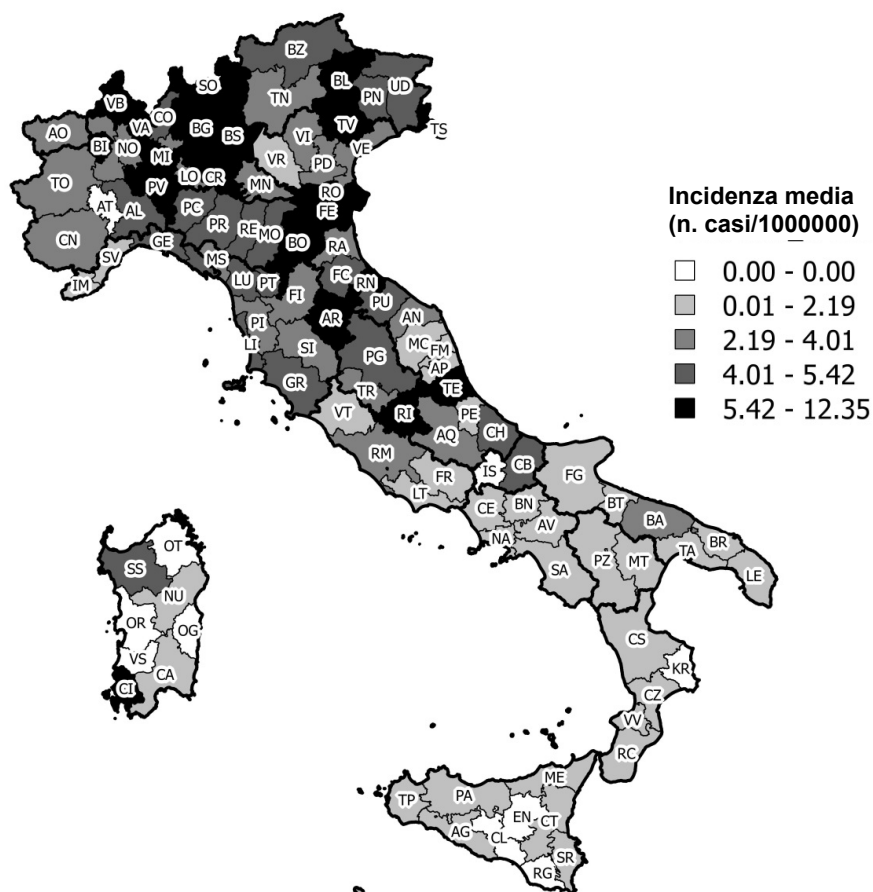 BZ
SO
BL
UD
VB
CO
TN
PN
AO
VA
BG
BS
TV
TS
BI
NO
MI
VI
VE
VR
PD
TO
LO
CR
MN
RO
PV
FE
AT
AL
PC
PR
RE
MO
BO
CN
GE
RA
SV
MS
FC
IM
LU
PT
FI
RN
PU
AR
AN
PI
MC
FM
LI
SI
AP
PG
GR
TR
TE
VT
RI
PE
AQ
CH
RM
IS
CB
FR
FG
LT
CE
BN
BT
BA
AV
NA
BR
TA
PZ
MT
SA
LE
OT
SS
NU
OR
OG
VS
CA
CI
CS
KR
CZ
VV
RC
ME
TP
PA
EN
CT
AG
CL
SR
RG
Incidenza media
(n. casi/1000000)
0.00 - 0.00
0.01 - 2.19
2.19 - 4.01
4.01 - 5.42
5.42 - 12.35